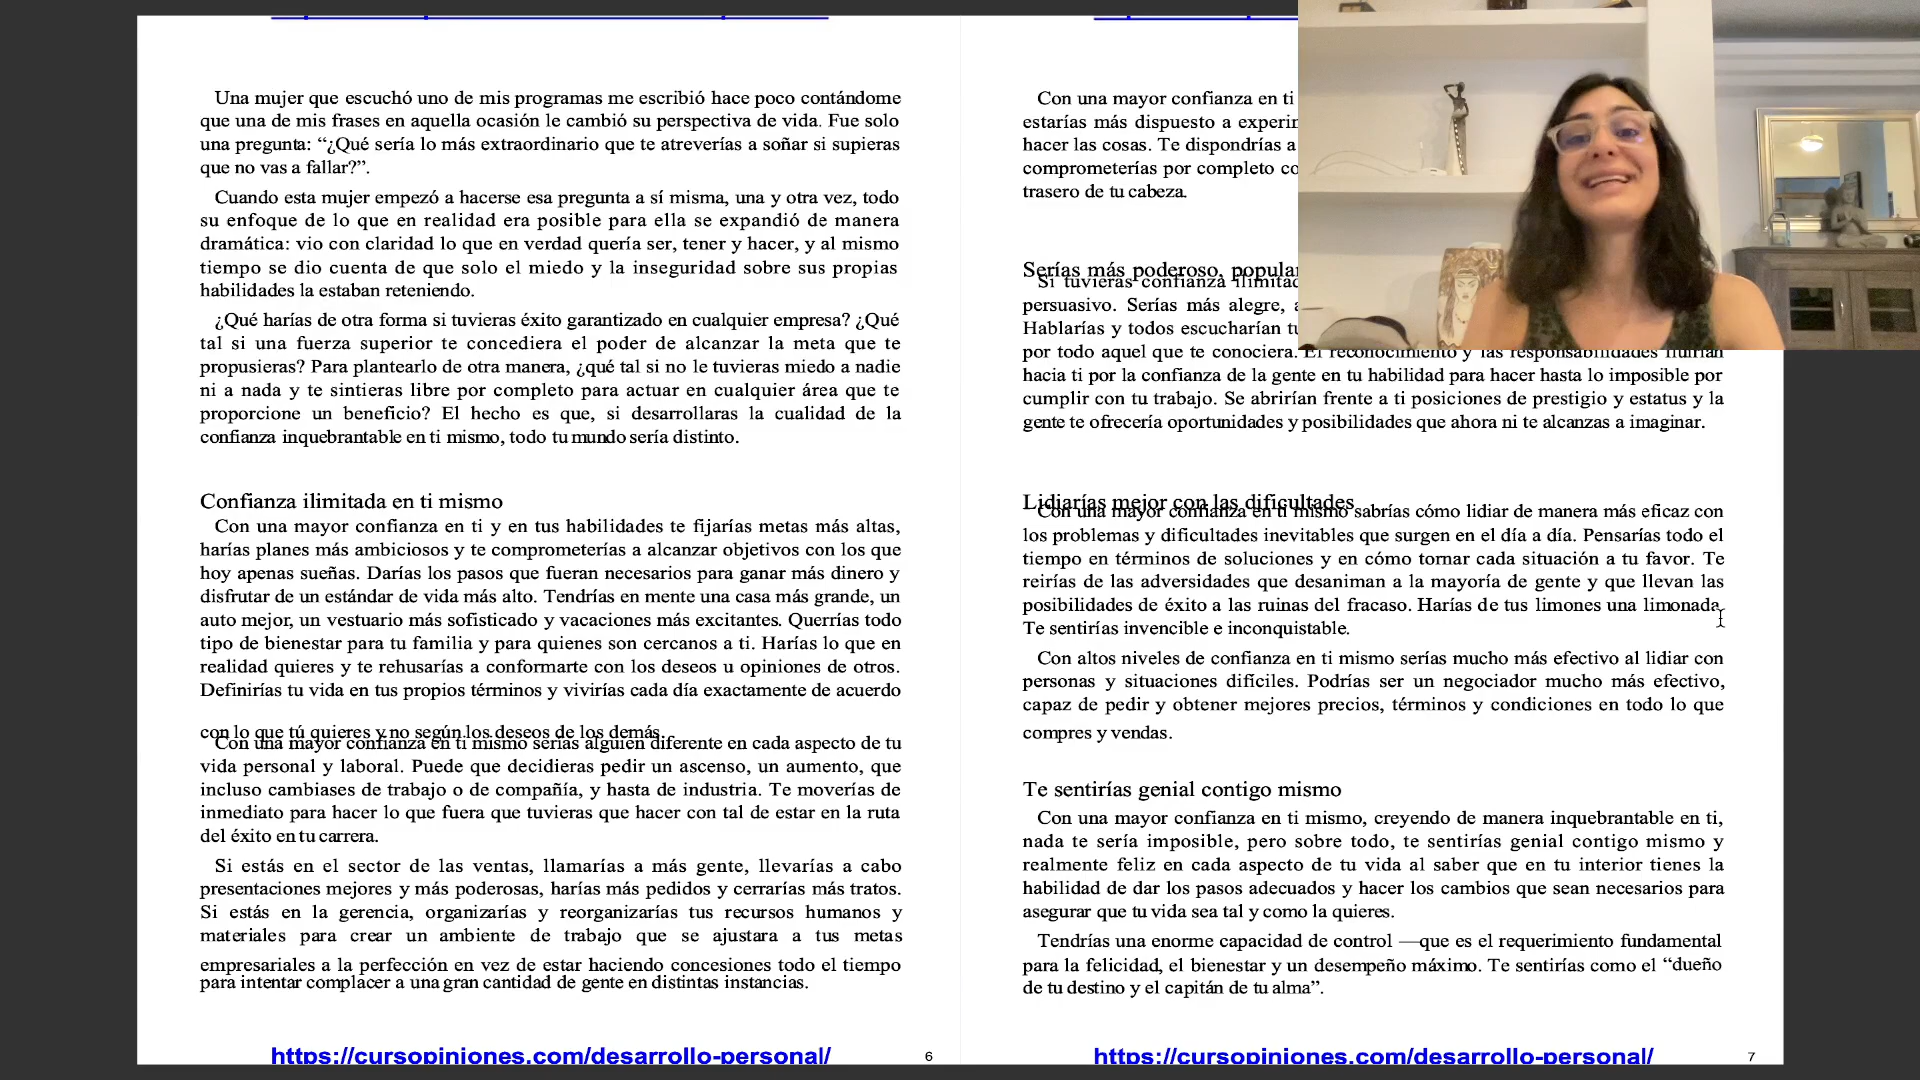 Una mujer que escuchó uno de mis programas me escribió hace poco contándome
que una de mis frases en aquella ocasión le cambió su perspectiva de vida. Fue solo
una pregunta: “¿Qué sería lo más extraordinario que te atreverías a soñar si supieras
que no vas a fallar?”.
Cuando esta mujer empezó a hacerse esa pregunta a sí misma, una y otra vez, todo
su enfoque de lo que en realidad era posible para ella se expandió de manera
dramática: vio con claridad lo que en verdad quería ser, tener y hacer, y al mismo
tiempo se dio cuenta de que solo el miedo y la inseguridad sobre sus propias
habilidades la estaban reteniendo.
¿Qué harías de otra forma si tuvieras éxito garantizado en cualquier empresa? ¿Qué
tal si una fuerza superior te concediera el poder de alcanzar la meta que te
propusieras? Para plantearlo de otra manera, ¿qué tal si no le tuvieras miedo a nadie
ni a nada y te sintieras libre por completo para actuar en cualquier área que te
proporcione un beneficio? El hecho es que, si desarrollaras la cualidad de la
confianza inquebrantable en ti mismo, todo tu mundo sería distinto.
Confianza ilimitada en ti mismo
Con una mayor confianza en ti y en tus habilidades te fijarías metas más altas,
harías planes más ambiciosos y te comprometerías a alcanzar objetivos con los que
hoy apenas sueñas. Darías los pasos que fueran necesarios para ganar más dinero y
disfrutar de un estándar de vida más alto. Tendrías en mente una casa más grande, un
auto mejor, un vestuario más sofisticado y vacaciones más excitantes. Querrías todo
tipo de bienestar para tu familia y para quienes son cercanos a ti. Harías lo que en
realidad quieres y te rehusarías a conformarte con los deseos u opiniones de otros.
Definirías tu vida en tus propios términos y vivirías cada día exactamente de acuerdo
con lo que tú quieres y no según los deseos de los demás.
Con una mayor confianza en ti mismo serías alguien diferente en cada aspecto de tu
vida personal y laboral. Puede que decidieras pedir un ascenso, un aumento, que
incluso cambiases de trabajo o de compañía, y hasta de industria. Te moverías de
inmediato para hacer lo que fuera que tuvieras que hacer con tal de estar en la ruta
del éxito en tu carrera.
Si estás en el sector de las ventas, llamarías a más gente, llevarías a cabo
presentaciones mejores y más poderosas, harías más pedidos y cerrarías más tratos.
Si estás en la gerencia, organizarías y reorganizarías tus recursos humanos y
materiales para crear un ambiente de trabajo que se ajustara a tus metas
empresariales a la perfección en vez de estar haciendo concesiones todo el tiempo
para intentar complacer a una gran cantidad de gente en distintas instancias.
https://cursopiniones.com/desarrollo-personal/
6
Con una mayor confianza en ti
estarías más dispuesto a
hacer las cosas. Te dispondrías a
comprometerías por completo
trasero de tu cabeza.
Serías más poderoso,
Si tuvieras confianza
persuasivo. Serías más alegre,
Hablarías y todos escucharían
por todo aquel que te conociera. El reconocimiento y las responsabilidades fluirían
hacia ti por la confianza de la gente en tu habilidad para hacer hasta lo imposible por
cumplir con tu trabajo. Se abrirían frente a ti posiciones de prestigio y estatus y la
gente te ofrecería oportunidades y posibilidades que ahora ni te alcanzas a imaginar.
Lidiarías mejor con las dificultades
Con una mayor confianza en ti mismo sabrías cómo lidiar de manera más eficaz con
los problemas y dificultades inevitables que surgen en el día a día. Pensarías todo el
tiempo en términos de soluciones y en cómo tornar cada situación a tu favor. Te
reirías de las adversidades que desaniman a la mayoría de gente y que llevan las
posibilidades de éxito a las ruinas del fracaso. Harías de tus limones una limonada.
Te sentirías invencible e inconquistable.
Con altos niveles de confianza en ti mismo serías mucho más efectivo al lidiar con
personas y situaciones difíciles. Podrías ser un negociador mucho más efectivo,
capaz de pedir y obtener mejores precios, términos y condiciones en todo lo que
compres y vendas.
Te sentirías genial contigo mismo
Con una mayor confianza en ti mismo, creyendo de manera inquebrantable en ti,
nada te sería imposible, pero sobre todo, te sentirías genial contigo mismo y
realmente feliz en cada aspecto de tu vida al saber que en tu interior tienes la
habilidad de dar los pasos adecuados y hacer los cambios que sean necesarios para
asegurar que tu vida sea tal y como la quieres.
Tendrías una enorme capacidad de control —que es el requerimiento fundamental
para la felicidad, el bienestar y un desempeño máximo. Te sentirías como el “dueño
de tu destino y el capitán de tu alma”.
https://cursopiniones.com/desarrollo-personal/
7